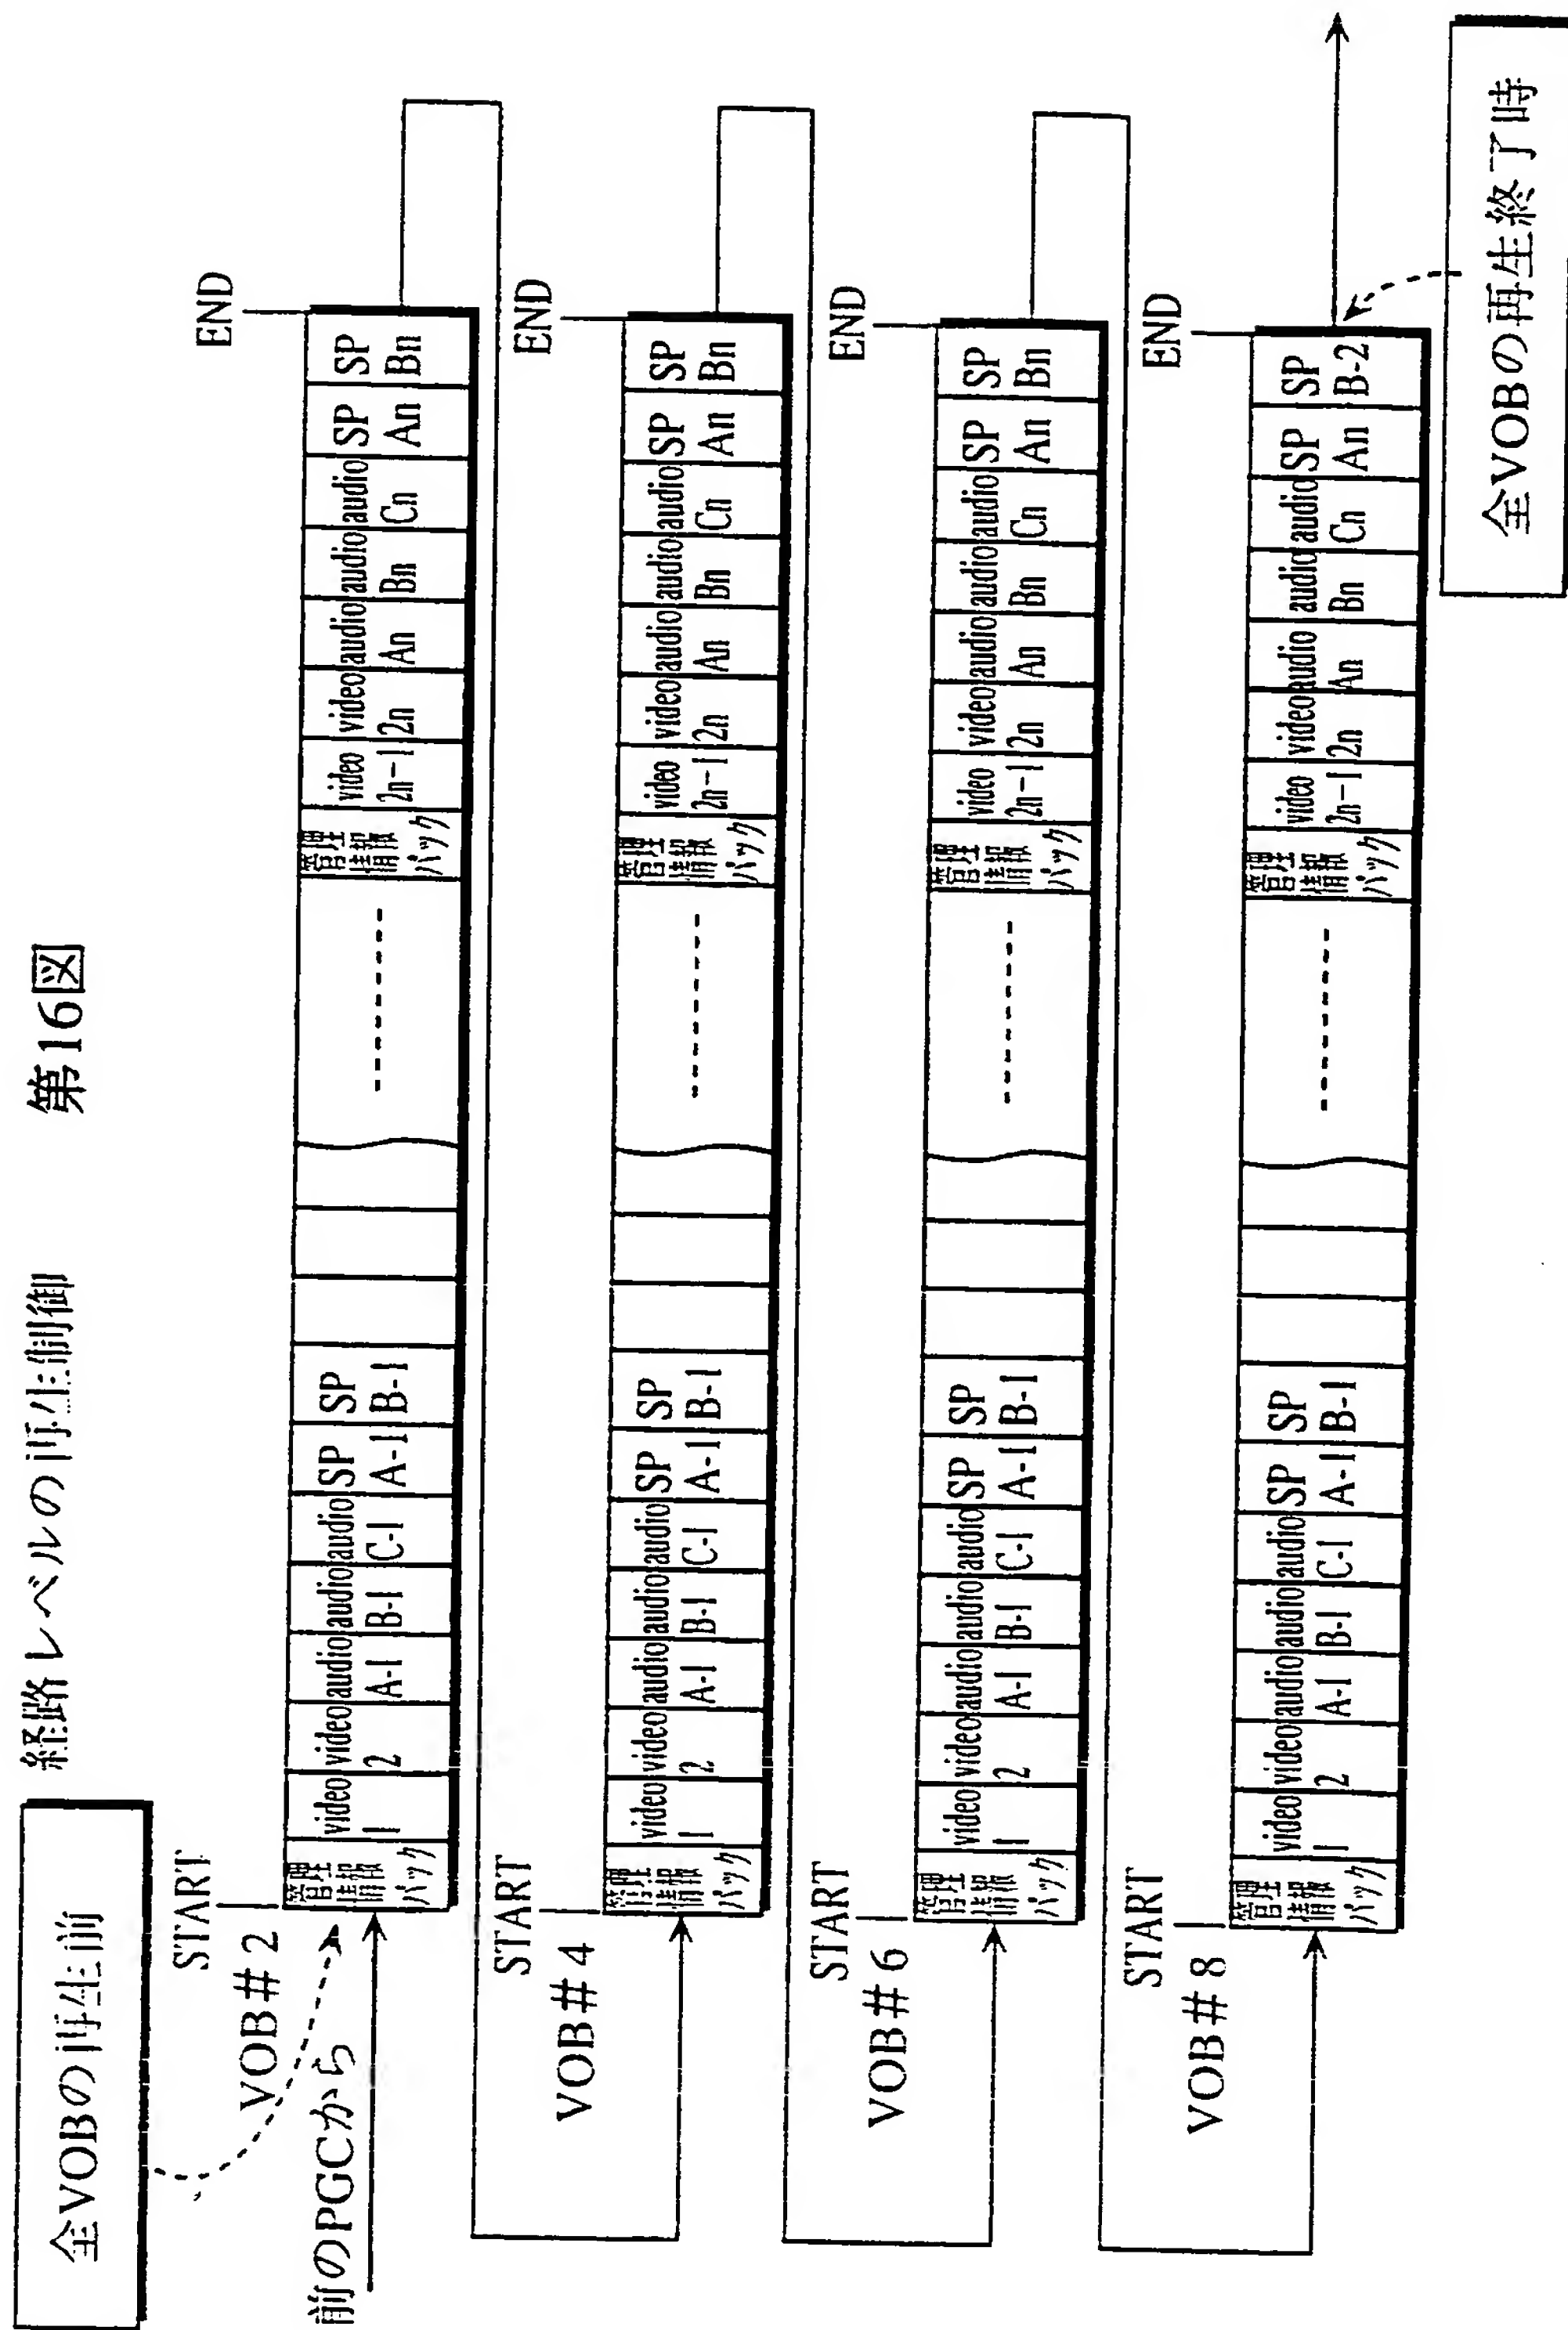 第16図
経路レベルの再生制御
全VOBの再生前
START
END
VOB＃2
前のPGCから
管理情報パック
video 1
video 2
audio A-1
audio B-1
audio C-1
SP A-1
SP B-1
--------
管理情報パック
video 2n−1
video 2n
audio An
audio Bn
audio Cn
SP An
SP Bn
START
END
VOB＃4
管理情報パック
video 1
video 2
audio A-1
audio B-1
audio C-1
SP A-1
SP B-1
--------
管理情報パック
video 2n−1
video 2n
audio An
audio Bn
audio Cn
SP An
SP Bn
START
END
VOB＃6
管理情報パック
video 1
video 2
audio A-1
audio B-1
audio C-1
SP A-1
SP B-1
--------
管理情報パック
video 2n−1
video 2n
audio An
audio Bn
audio Cn
SP An
SP Bn
START
END
VOB＃8
管理情報パック
video 1
video 2
audio A-1
audio B-1
audio C-1
SP A-1
SP B-1
--------
管理情報パック
video 2n−1
video 2n
audio An
audio Bn
audio Cn
SP An
SP B-2
全VOBの再生終了時